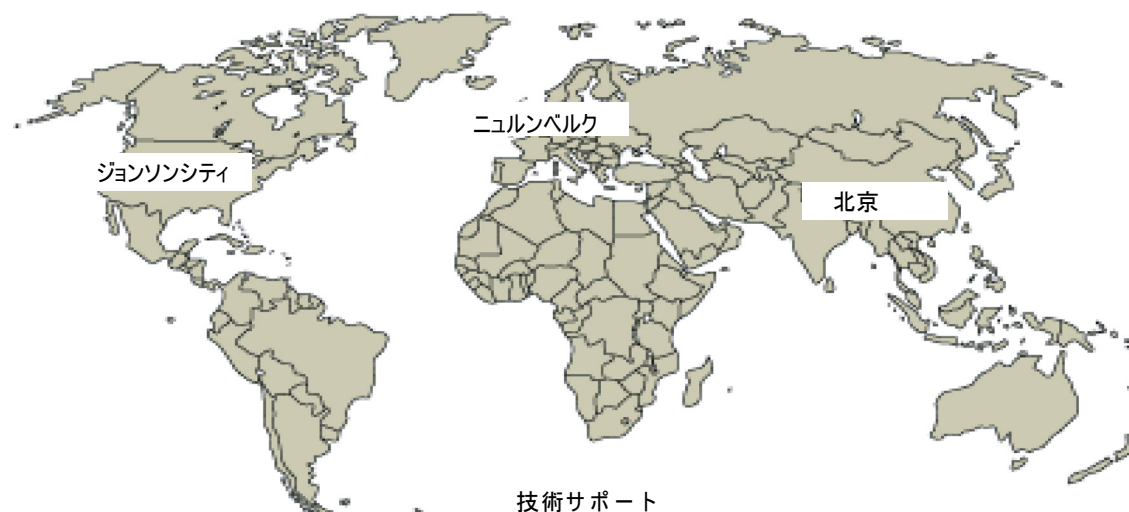 ニュルンベルク
ジョンソンシティ
北京
技術サポート